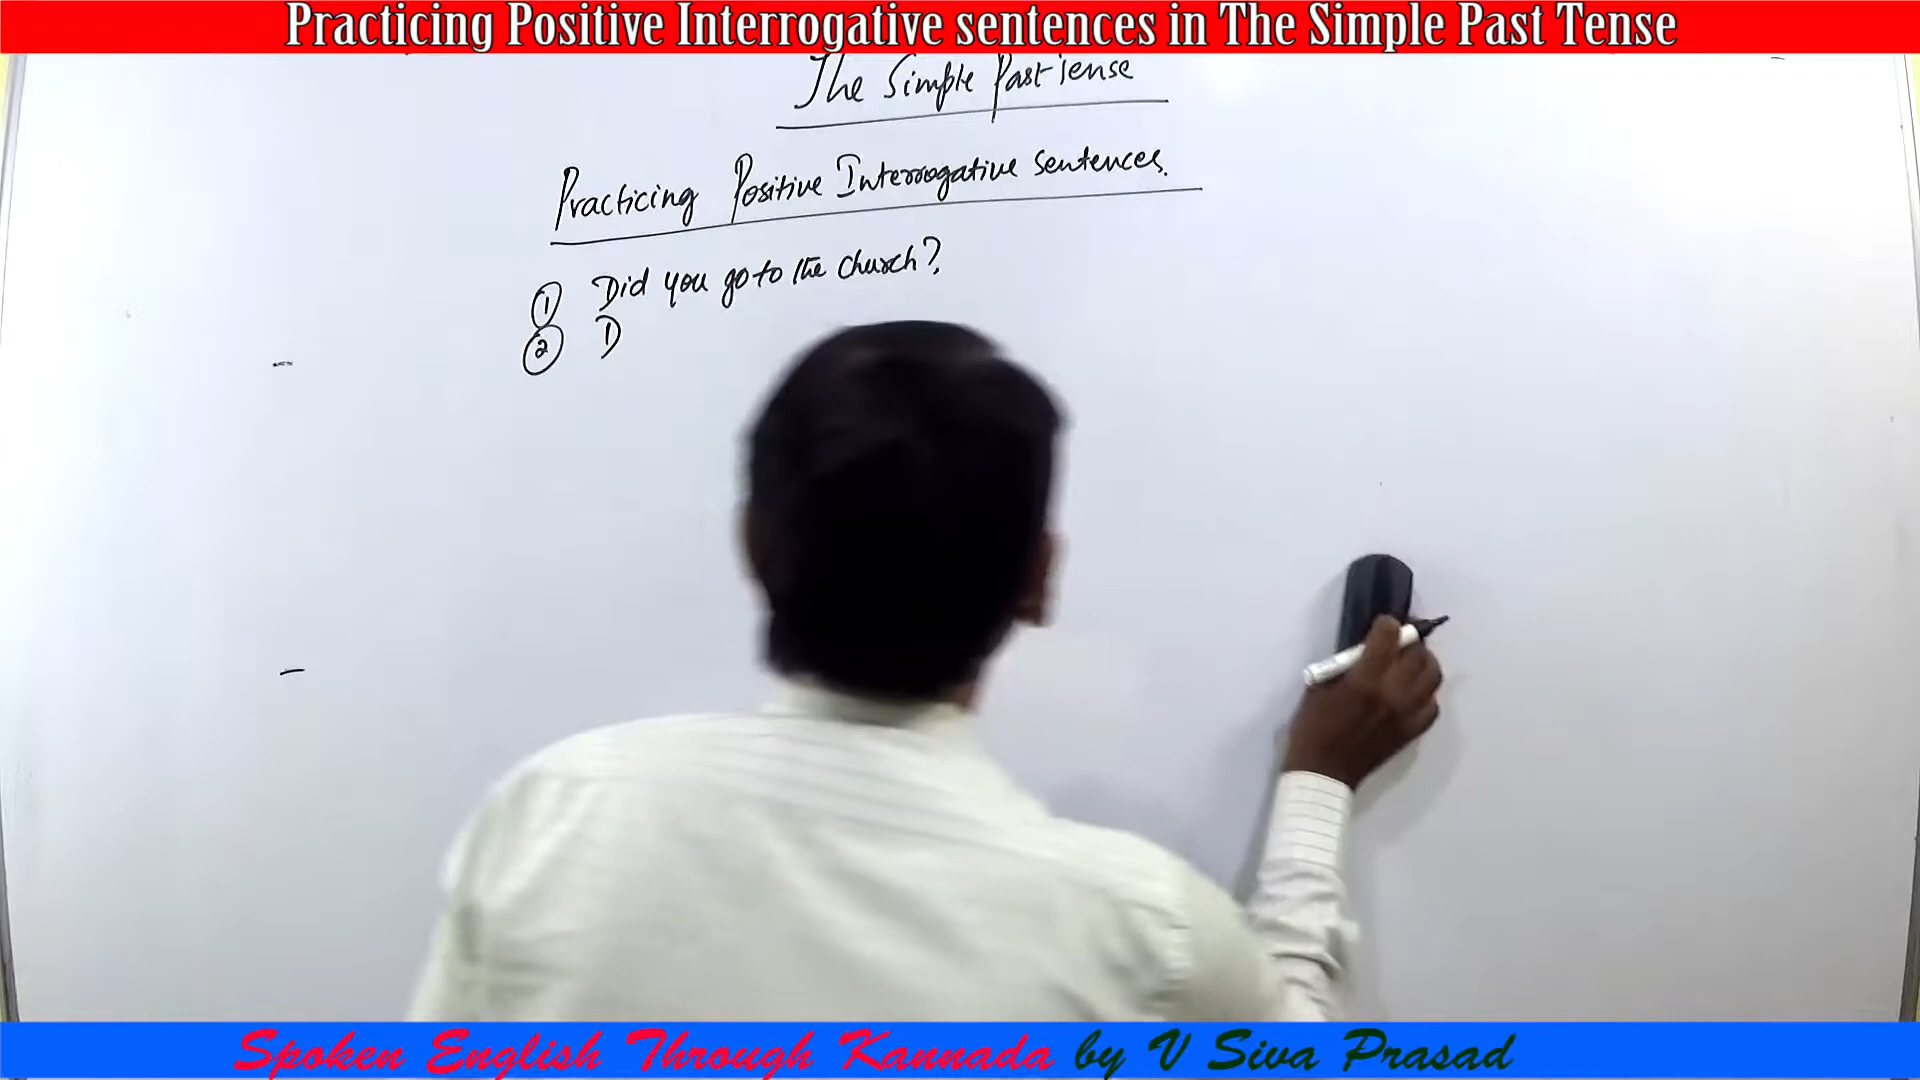 Practicing Positive Interrogative sentences in The Simple Past Tense
The Simple Past Tense
Practicing Positive Interrogative sentences.
① Did you go to the church?
② D
Spoken English Through Kannada by V Siva Prasad